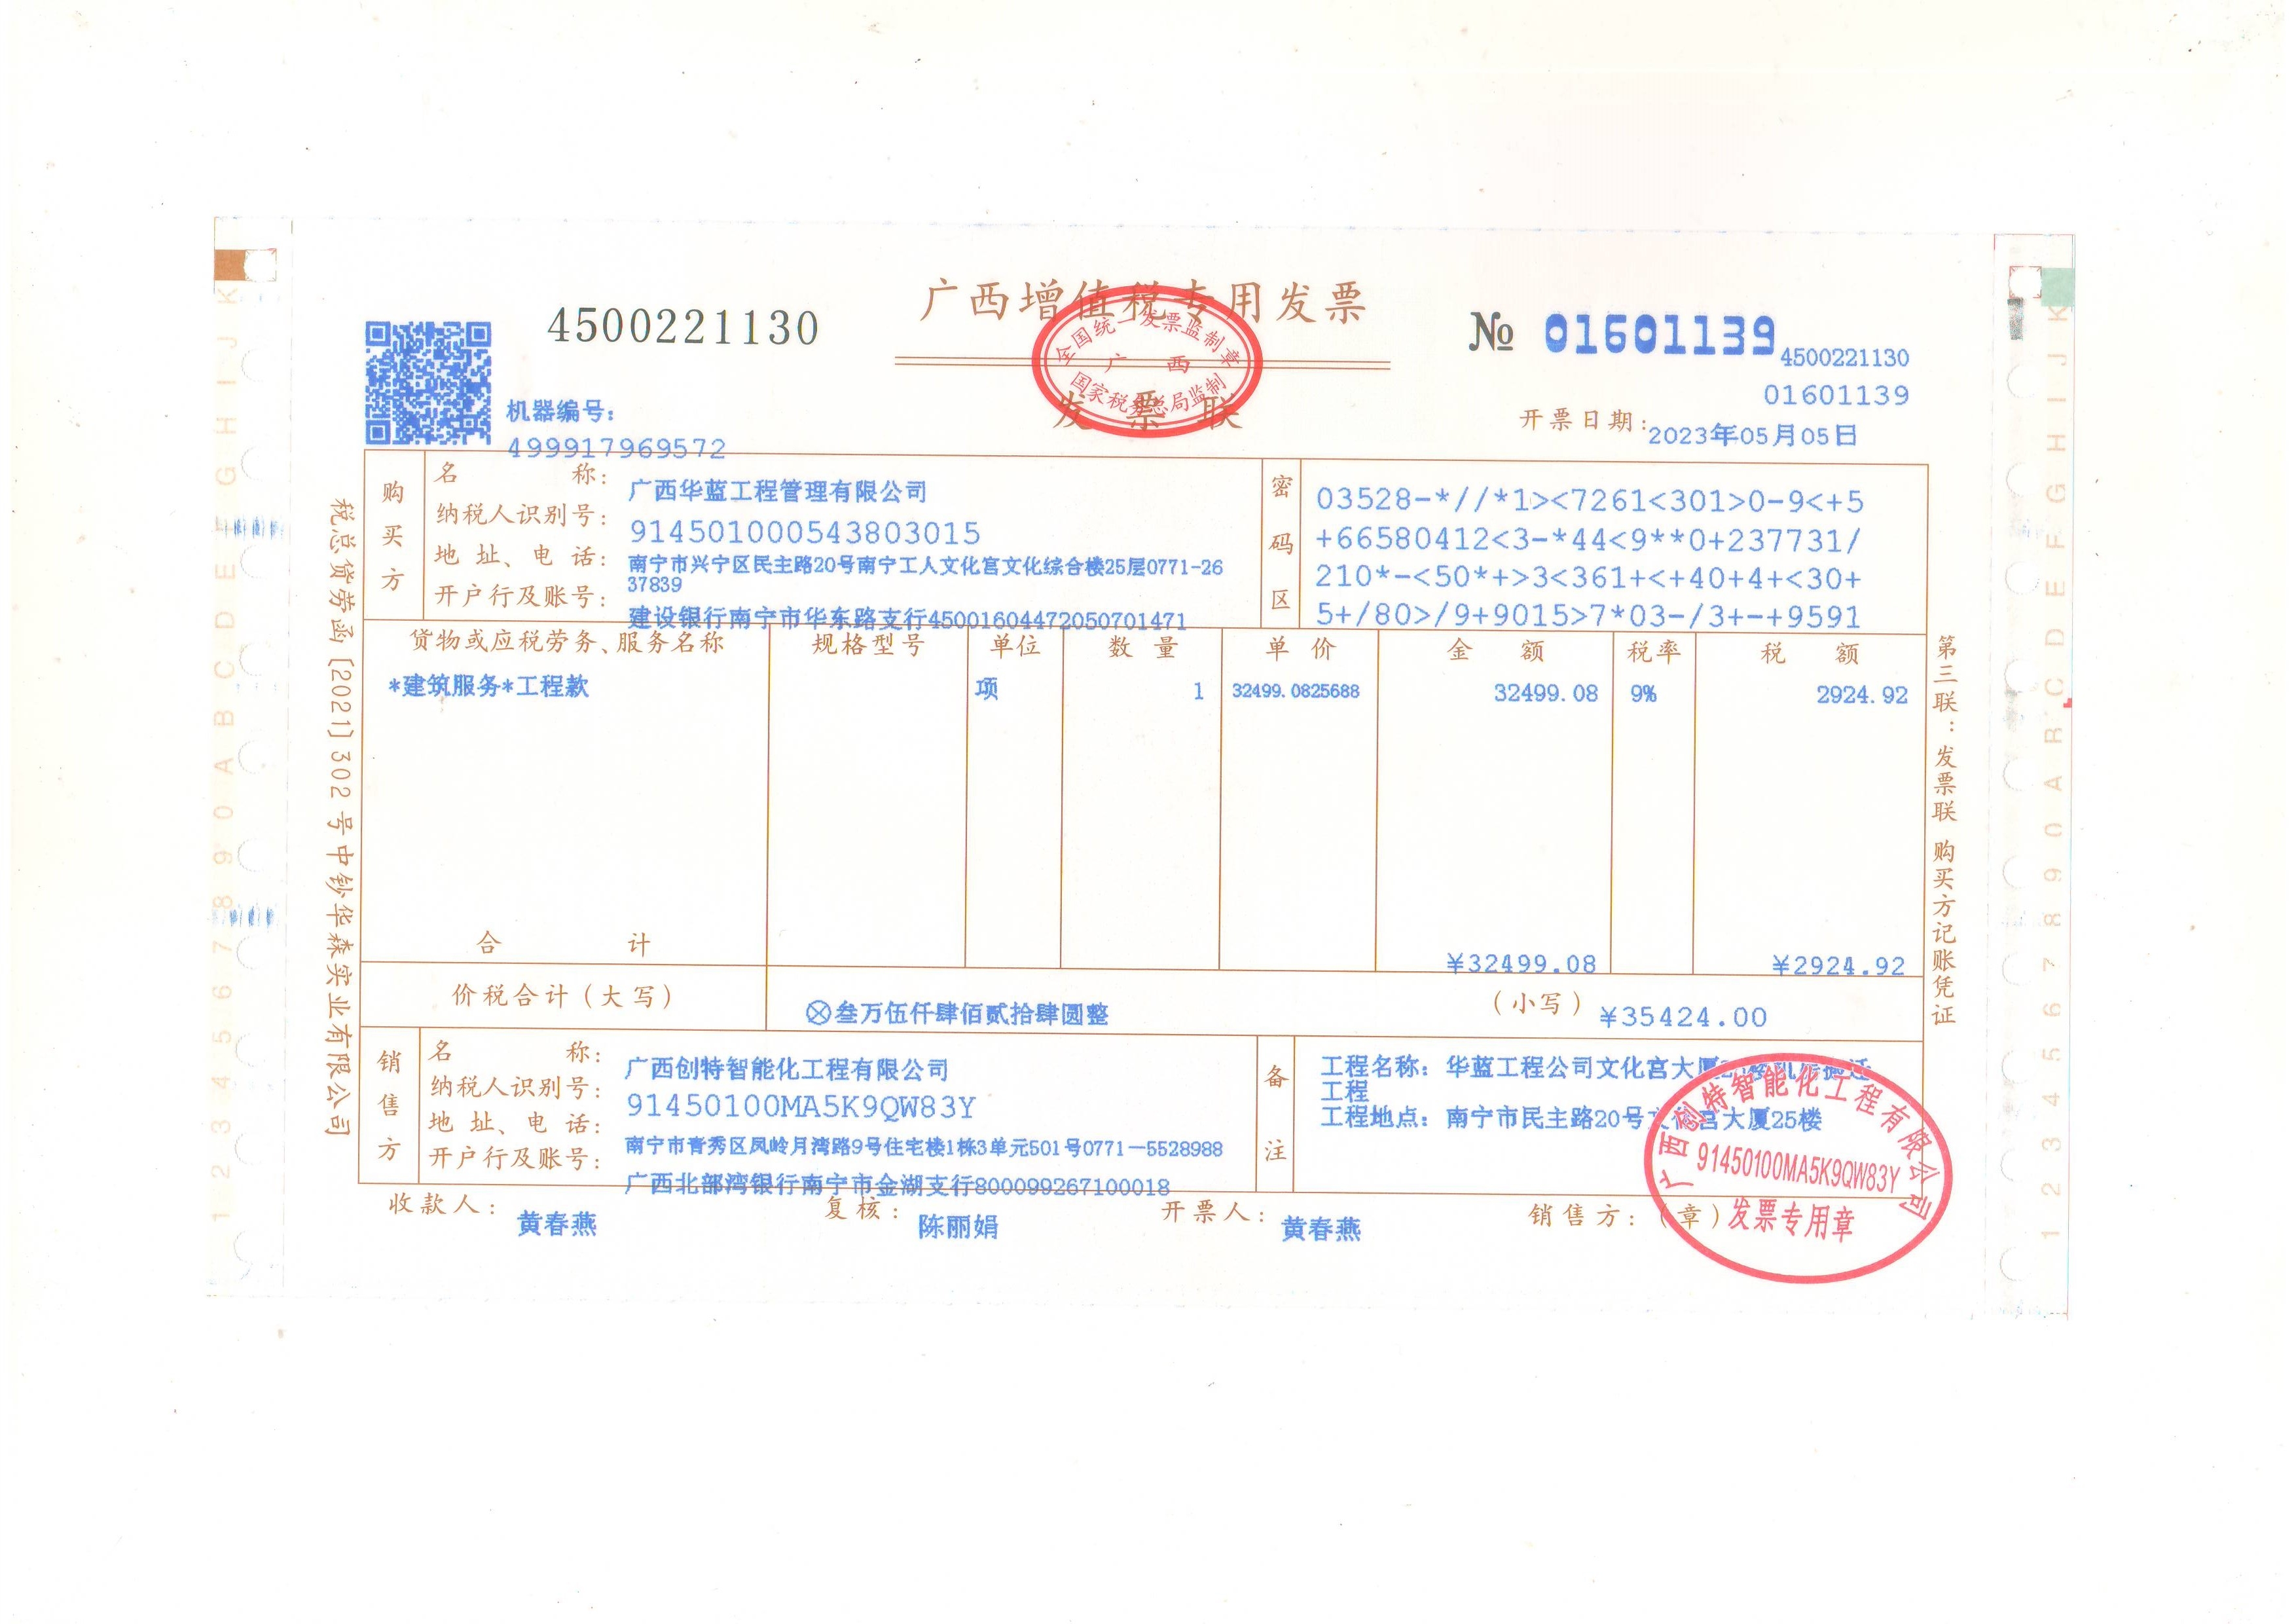 广西增值税专用发票
发票联
全国统一发票监制章
广西
国家税务总局监制
4500221130
№ 01601139
4500221130
01601139
机器编号：
499917969572
开票日期：2023年05月05日
购买方
名称：广西华蓝工程管理有限公司
纳税人识别号：914501000543803015
地址、电话：南宁市兴宁区民主路20号南宁工人文化宫文化综合楼25层0771-26
37839
开户行及账号：建设银行南宁市华东路支行45001604472050701471
密码区
03528-*//*1><7261<301>0-9<+5
+66580412<3-*44<9**0+237731/
210*-<50*+>3<361+<+40+4+<30+
5+/80>/9+9015>7*03-/3+-+9591
货物或应税劳务、服务名称 规格型号 单位 数量 单价 金额 税率 税额
*建筑服务*工程款 项 1 32499.0825688 32499.08 9% 2924.92
合计 ¥32499.08 ¥2924.92
价税合计（大写） ⊗叁万伍仟肆佰贰拾肆圆整 （小写）¥35424.00
销售方
名称：广西创特智能化工程有限公司
纳税人识别号：91450100MA5K9QW83Y
地址、电话：南宁市青秀区凤岭月湾路9号住宅楼1栋3单元501号0771-5528988
开户行及账号：广西北部湾银行南宁市金湖支行800099267100018
备注
工程名称：华蓝工程公司文化宫大厦
工程
工程地点：南宁市民主路20号文化宫大厦25楼
收款人：黄春燕 复核：陈丽娟 开票人：黄春燕 销售方：（章）
广西创特智能化工程有限公司
91450100MA5K9QW83Y
发票专用章
税总货劳函[2021]302号中钞华森实业有限公司
第三联：发票联 购买方记账凭证
1 2 3 4 5 6 7 8 9 0 A B C D E F G H I J K
1 2 3 4 5 6 7 8 9 0 A B C D E F G H I J K